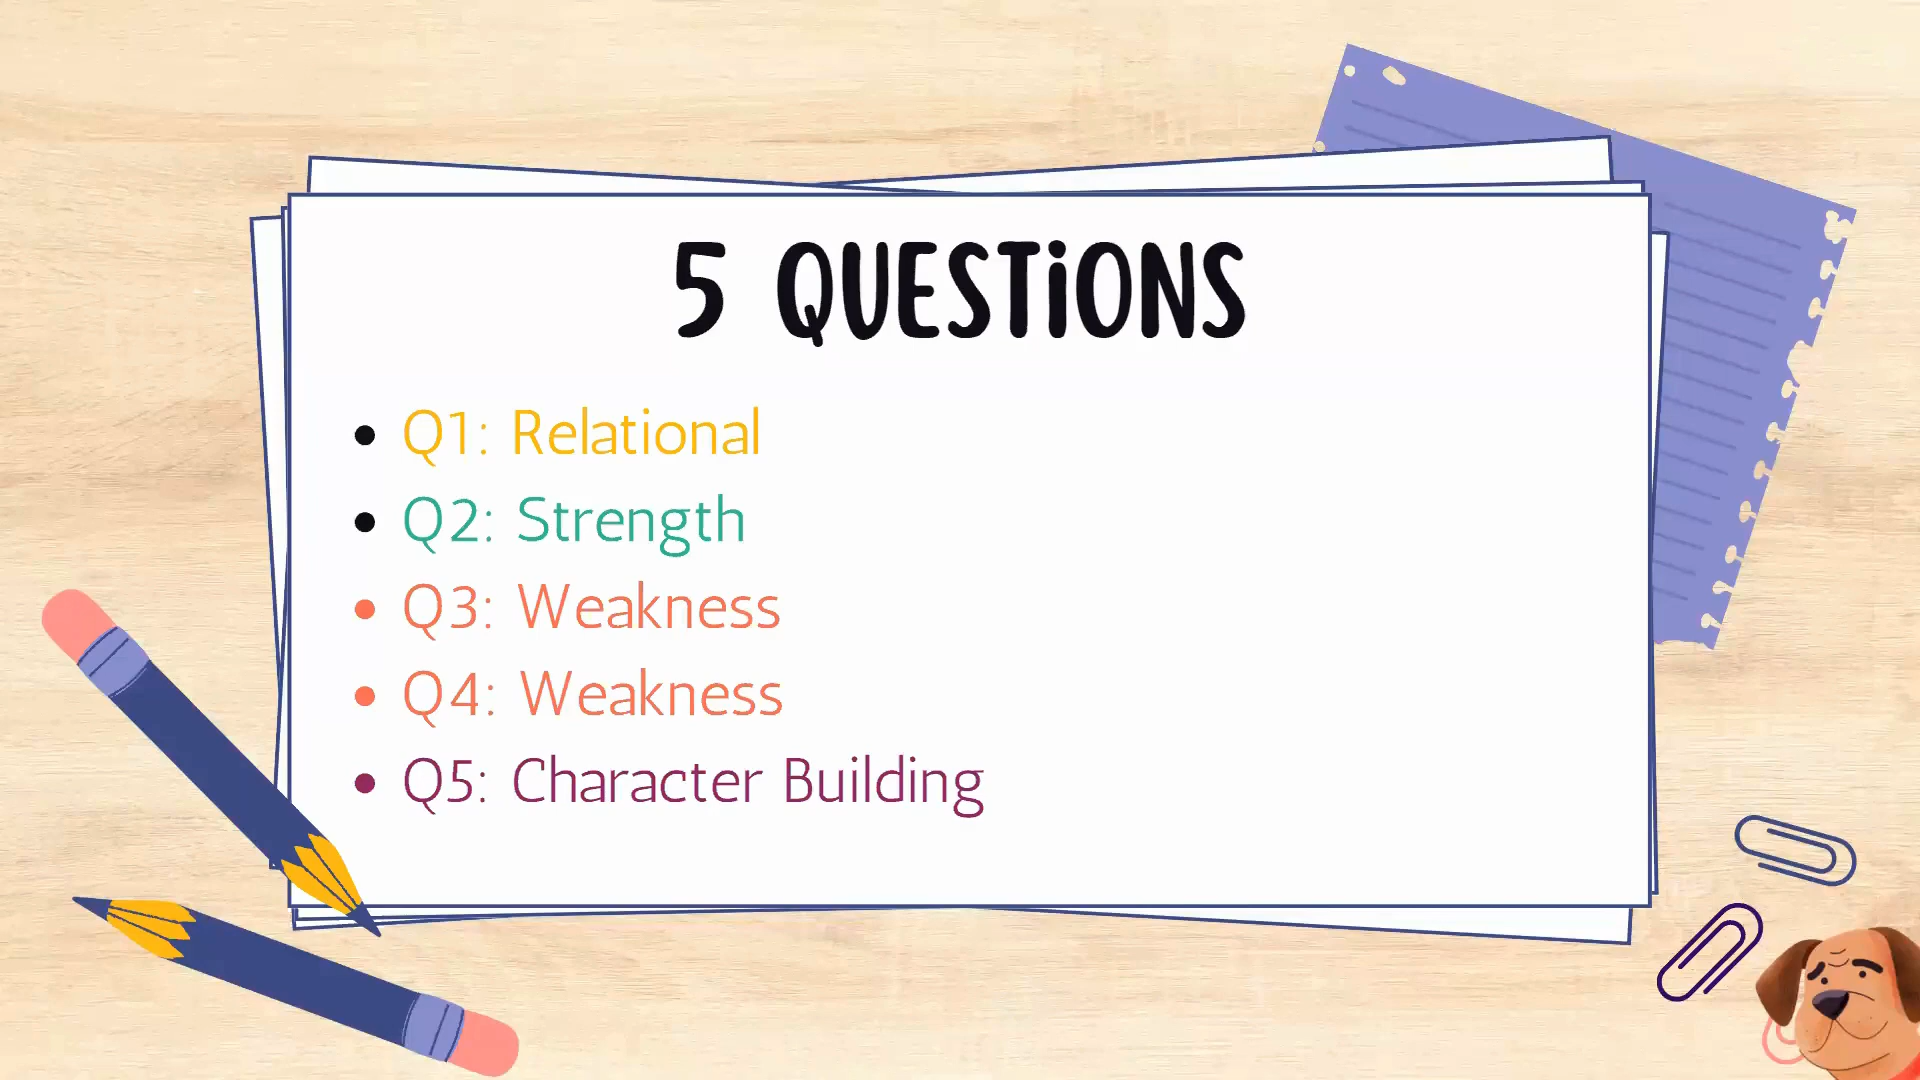 5 QUESTIONS
Q1: Relational
Q2: Strength
Q3: Weakness
Q4: Weakness
Q5: Character Building